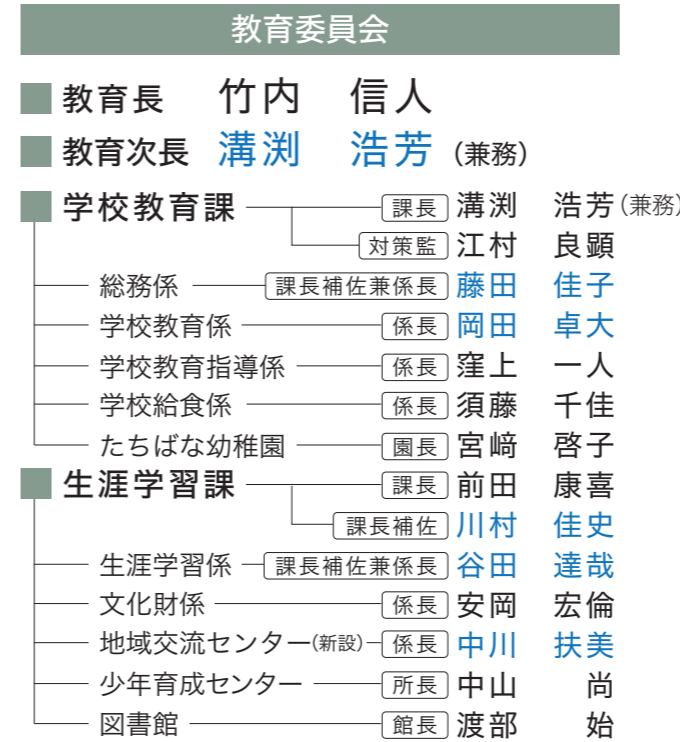 教育委員会
教育長 竹内 信人
教育次長 溝渕 浩芳 (兼務)
学校教育課 課長 溝渕 浩芳 (兼務)
対策監 江村 良顕
総務係 課長補佐兼係長 藤田 佳子
学校教育係 係長 岡田 卓大
学校教育指導係 係長 窪上 一人
学校給食係 係長 須藤 千佳
たちばな幼稚園 園長 宮﨑 啓子
生涯学習課 課長 前田 康喜
課長補佐 川村 佳史
生涯学習係 課長補佐兼係長 谷田 達哉
文化財係 係長 安岡 宏倫
地域交流センター(新設) 係長 中川 扶美
少年育成センター 所長 中山 尚
図書館 館長 渡部 始